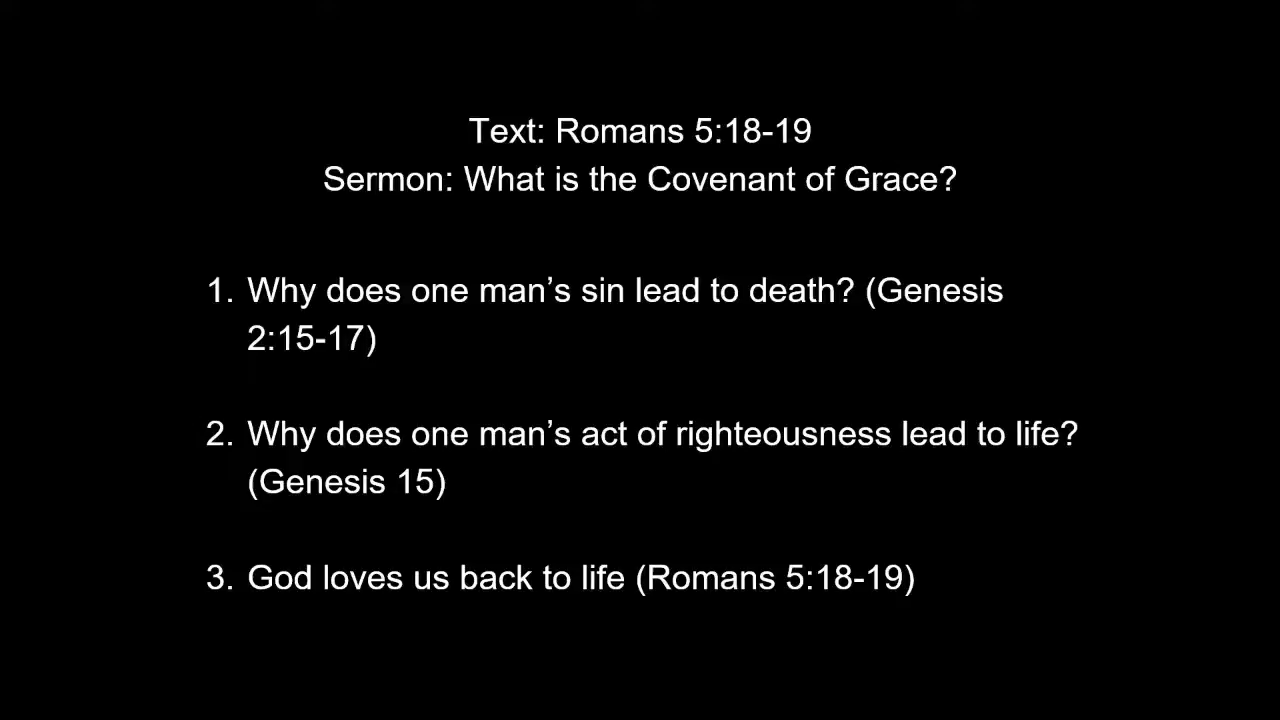 Text: Romans 5:18-19
Sermon: What is the Covenant of Grace?
1. Why does one man’s sin lead to death? (Genesis
2:15-17)
2. Why does one man’s act of righteousness lead to life?
(Genesis 15)
3. God loves us back to life (Romans 5:18-19)